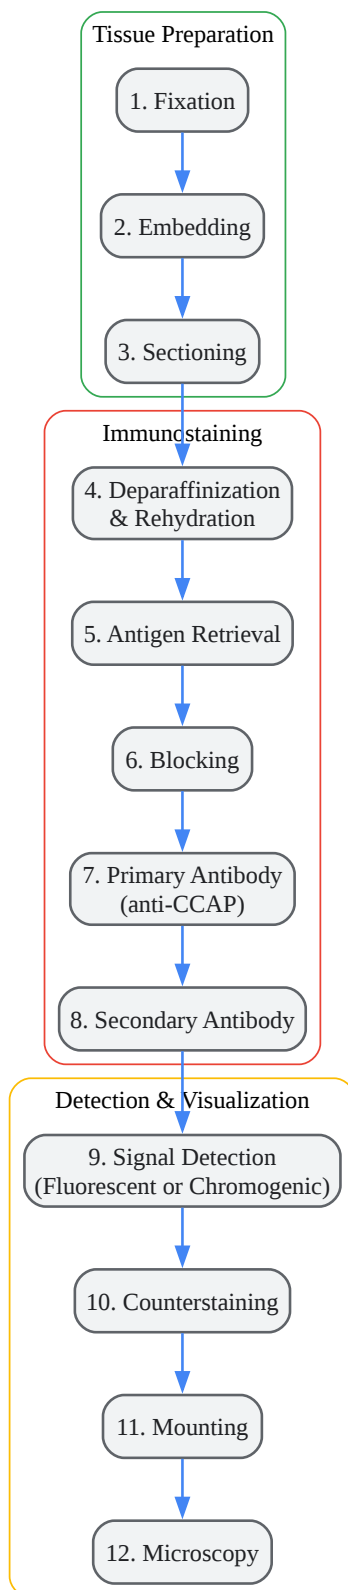 Tissue Preparation
1. Fixation
2. Embedding
3. Sectioning
Immunostaining
4. Deparaffinization
& Rehydration
5. Antigen Retrieval
6. Blocking
7. Primary Antibody
(anti-CCAP)
8. Secondary Antibody
Detection & Visualization
9. Signal Detection
(Fluorescent or Chromogenic)
10. Counterstaining
11. Mounting
12. Microscopy